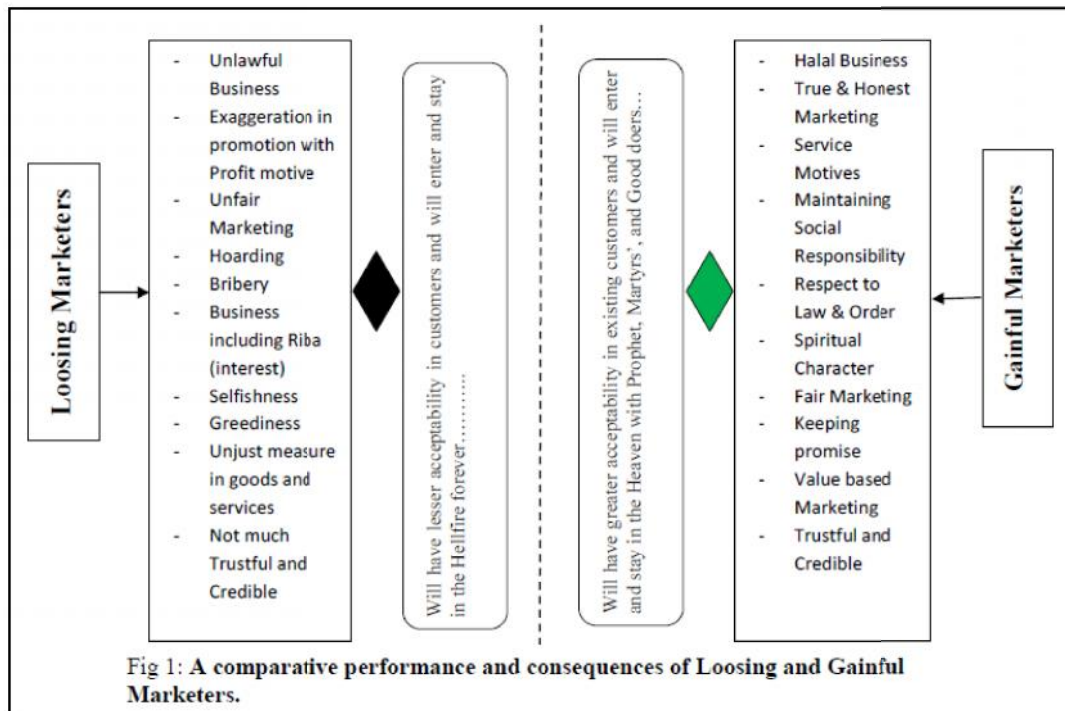 Loosing Marketers
- Unlawful
Business
- Exaggeration in
promotion with
Profit motive
- Unfair
Marketing
- Hoarding
- Bribery
- Business
including Riba
(interest)
- Selfishness
- Greediness
- Unjust measure
in goods and
services
- Not much
Trustful and
Credible
Will have lesser acceptability in customers and will enter and stay
in the Hellfire forever..........
Will have greater acceptability in existing customers and will enter
and stay in the Heaven with Prophet, Martyrs', and Good doers…
- Halal Business
- True & Honest
Marketing
- Service
Motives
- Maintaining
Social
Responsibility
- Respect to
Law & Order
- Spiritual
Character
- Fair Marketing
- Keeping
promise
- Value based
Marketing
- Trustful and
Credible
Gainful Marketers
Fig 1: A comparative performance and consequences of Loosing and Gainful
Marketers.